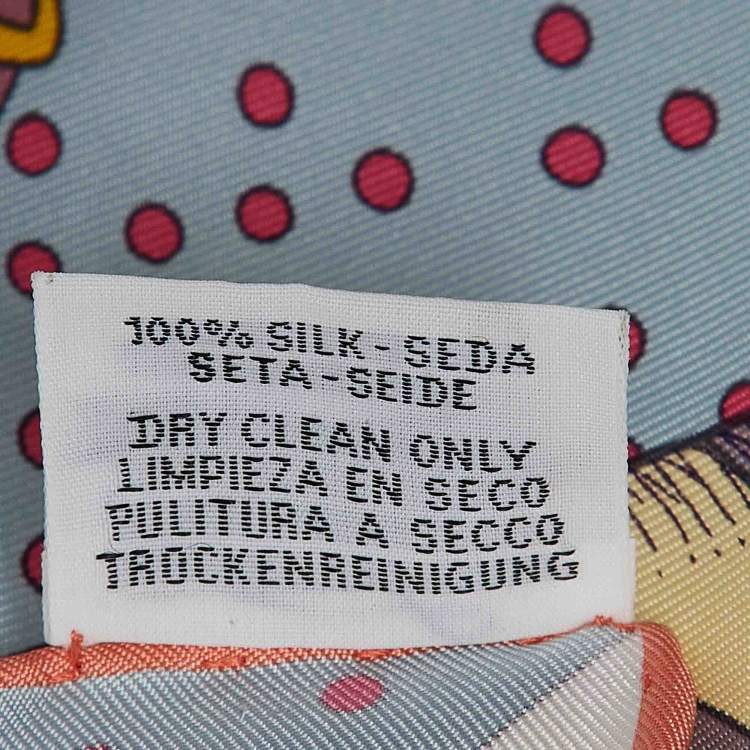 100% SILK - SEDA
SETA - SEIDE
DRY CLEAN ONLY
LIMPIEZA EN SECO
PULITURA A SECCO
TROCKENREINIGUNG